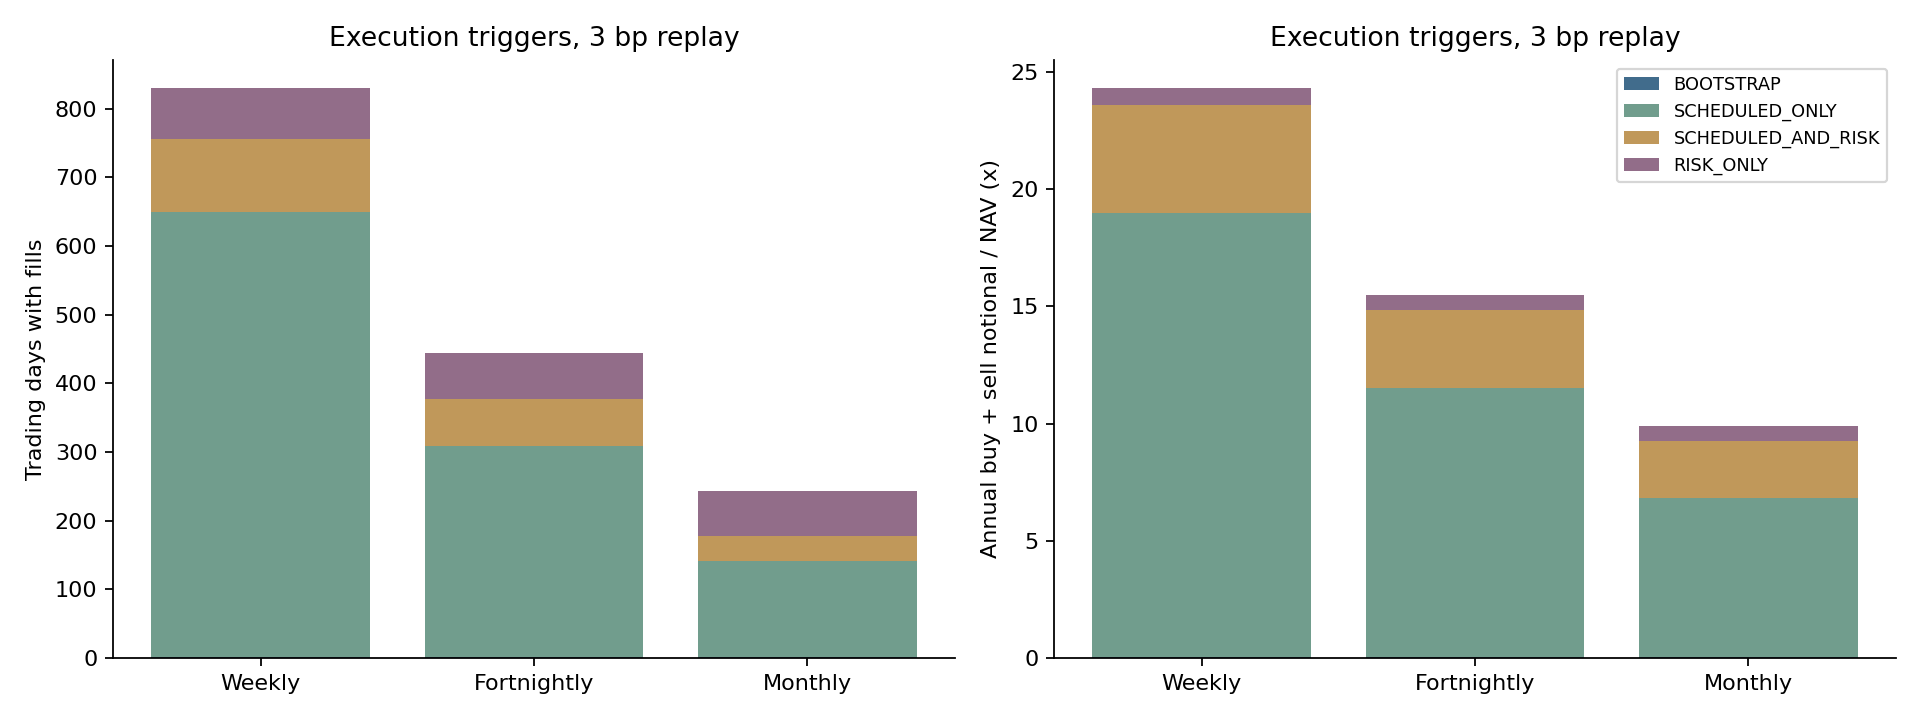 Execution triggers, 3 bp replay
Trading days with fills
800
700
600
500
400
300
200
100
0
Weekly
Fortnightly
Monthly
Execution triggers, 3 bp replay
Annual buy + sell notional / NAV (x)
25
20
15
10
5
0
Weekly
Fortnightly
Monthly
BOOTSTRAP
SCHEDULED_ONLY
SCHEDULED_AND_RISK
RISK_ONLY